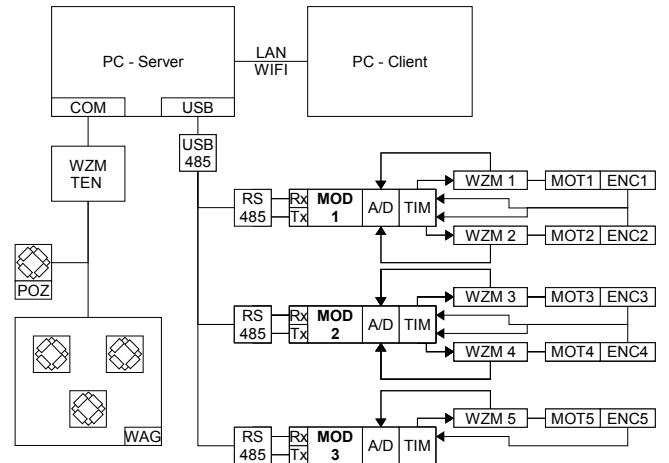 PC - Server
LAN
WIFI
PC - Client
COM
USB
USB
485
WZM
TEN
POZ
WAG
RS
485
Rx
Tx
MOD
1
A/D
TIM
WZM 1
MOT1
ENC1
WZM 2
MOT2
ENC2
RS
485
Rx
Tx
MOD
2
A/D
TIM
WZM 3
MOT3
ENC3
WZM 4
MOT4
ENC4
RS
485
Rx
Tx
MOD
3
A/D
TIM
WZM 5
MOT5
ENC5